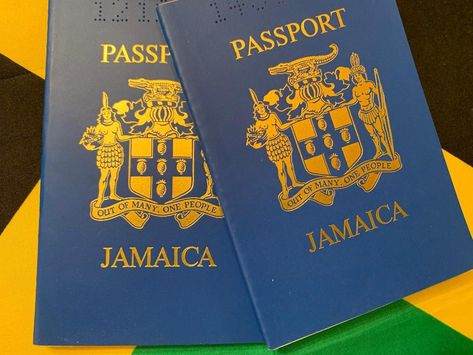 PASSPORT
OUT OF MANY, ONE PEOPLE
JAMAICA
PASSPORT
OUT OF MANY, ONE PEOPLE
JAMAICA